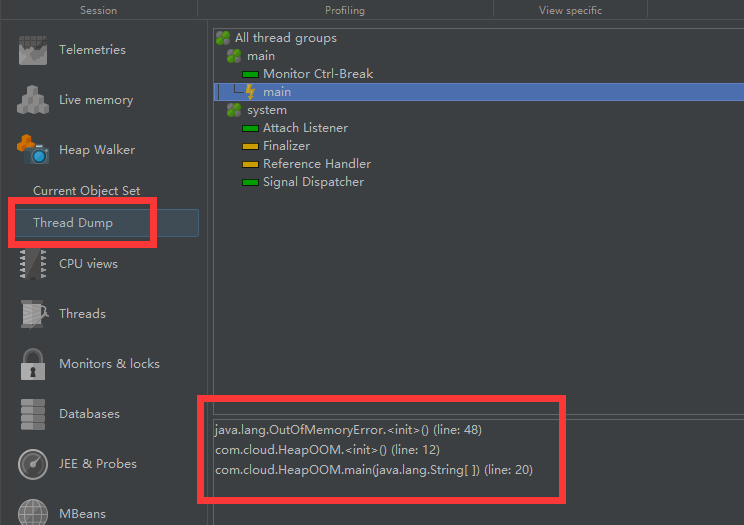 Session Profiling View specific
Telemetries
Live memory
Heap Walker
Current Object Set
Thread Dump
CPU views
Threads
Monitors & locks
Databases
JEE & Probes
MBeans
All thread groups
main
Monitor Ctrl-Break
main
system
Attach Listener
Finalizer
Reference Handler
Signal Dispatcher
java.lang.OutOfMemoryError.<init>() (line: 48)
com.cloud.HeapOOM.<init>() (line: 12)
com.cloud.HeapOOM.main(java.lang.String[ ]) (line: 20)